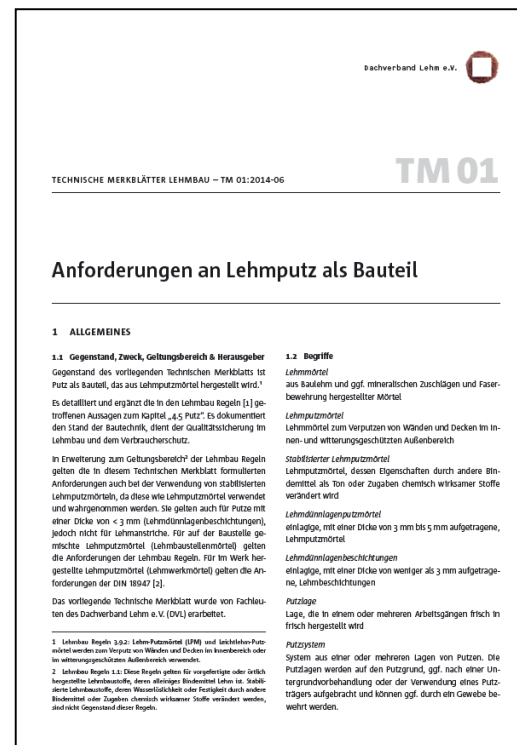 Dachverband Lehm e.V.
TECHNISCHE MERKBLÄTTER LEHMBAU – TM 01:2014-06
TM 01
Anforderungen an Lehmputz als Bauteil
1 ALLGEMEINES
1.1 Gegenstand, Zweck, Geltungsbereich & Herausgeber
Gegenstand des vorliegenden Technischen Merkblatts ist
Putz als Bauteil, das aus Lehmputzmörtel hergestellt wird.¹
Es detailliert und ergänzt die in den Lehmbau Regeln [1] ge-
troffenen Aussagen zum Kapitel „4.5 Putz“. Es dokumentiert
den Stand der Bautechnik, dient der Qualitätssicherung im
Lehmbau und dem Verbraucherschutz.
In Erweiterung zum Geltungsbereich² der Lehmbau Regeln
gelten die in diesem Technischen Merkblatt formulierten
Anforderungen auch bei der Verwendung von stabilisierten
Lehmputzmörteln, da diese wie Lehmputzmörtel verwendet
und wahrgenommen werden. Sie gelten auch für Putze mit
einer Dicke von < 3 mm (Lehmdünnlagenbeschichtungen),
jedoch nicht für Lehmanstriche. Für auf der Baustelle ge-
mischte Lehmputzmörtel (Lehmbaustellenmörtel) gelten
die Anforderungen der Lehmbau Regeln. Für im Werk her-
gestellte Lehmputzmörtel (Lehmwerkmörtel) gelten die An-
forderungen der DIN 18947 [2].
Das vorliegende Technische Merkblatt wurde von Fachleu-
ten des Dachverband Lehm e.V. (DVL) erarbeitet.
1 Lehmbau Regeln 3.9.2: Lehm-Putzmörtel (LPM) und Leichtlehm-Putz-
mörtel werden zum Verputz von Wänden und Decken im Innenbereich oder
im witterungsgeschützten Außenbereich verwendet.
2 Lehmbau Regeln 1.1: Diese Regeln gelten für vorgefertigte oder örtlich
hergestellte Lehmbaustoffe, deren alleiniges Bindemittel Lehm ist. Stabili-
sierte Lehmbaustoffe, deren Wasserlöslichkeit oder Festigkeit durch andere
Bindemittel oder Zugaben chemisch wirksamer Stoffe verändert werden,
sind nicht Gegenstand dieser Regeln.
1.2 Begriffe
Lehmmörtel
aus Baulehm und ggf. mineralischen Zuschlägen und Faser-
bewehrung hergestellter Mörtel
Lehmputzmörtel
Lehmmörtel zum Verputzen von Wänden und Decken im In-
nen- und witterungsgeschützten Außenbereich
Stabilisierter Lehmputzmörtel
Lehmputzmörtel, dessen Eigenschaften durch andere Bin-
demittel als Ton oder Zugaben chemisch wirksamer Stoffe
verändert wird
Lehmdünnlagenputzmörtel
einlagige, mit einer Dicke von 3 mm bis 5 mm aufgetragene,
Lehmputzmörtel
Lehmdünnlagenbeschichtungen
einlagige, mit einer Dicke von weniger als 3 mm aufgetrage-
ne, Lehmbeschichtungen
Putzlage
Lage, die in einem oder mehreren Arbeitsgängen frisch in
frisch hergestellt wird
Putzsystem
System aus einer oder mehreren Lagen von Putzen. Die
Putzlagen werden auf den Putzgrund, ggf. nach einer Un-
tergrundvorbehandlung oder der Verwendung eines Putz-
trägers aufgebracht und können ggf. durch ein Gewebe be-
wehrt werden.